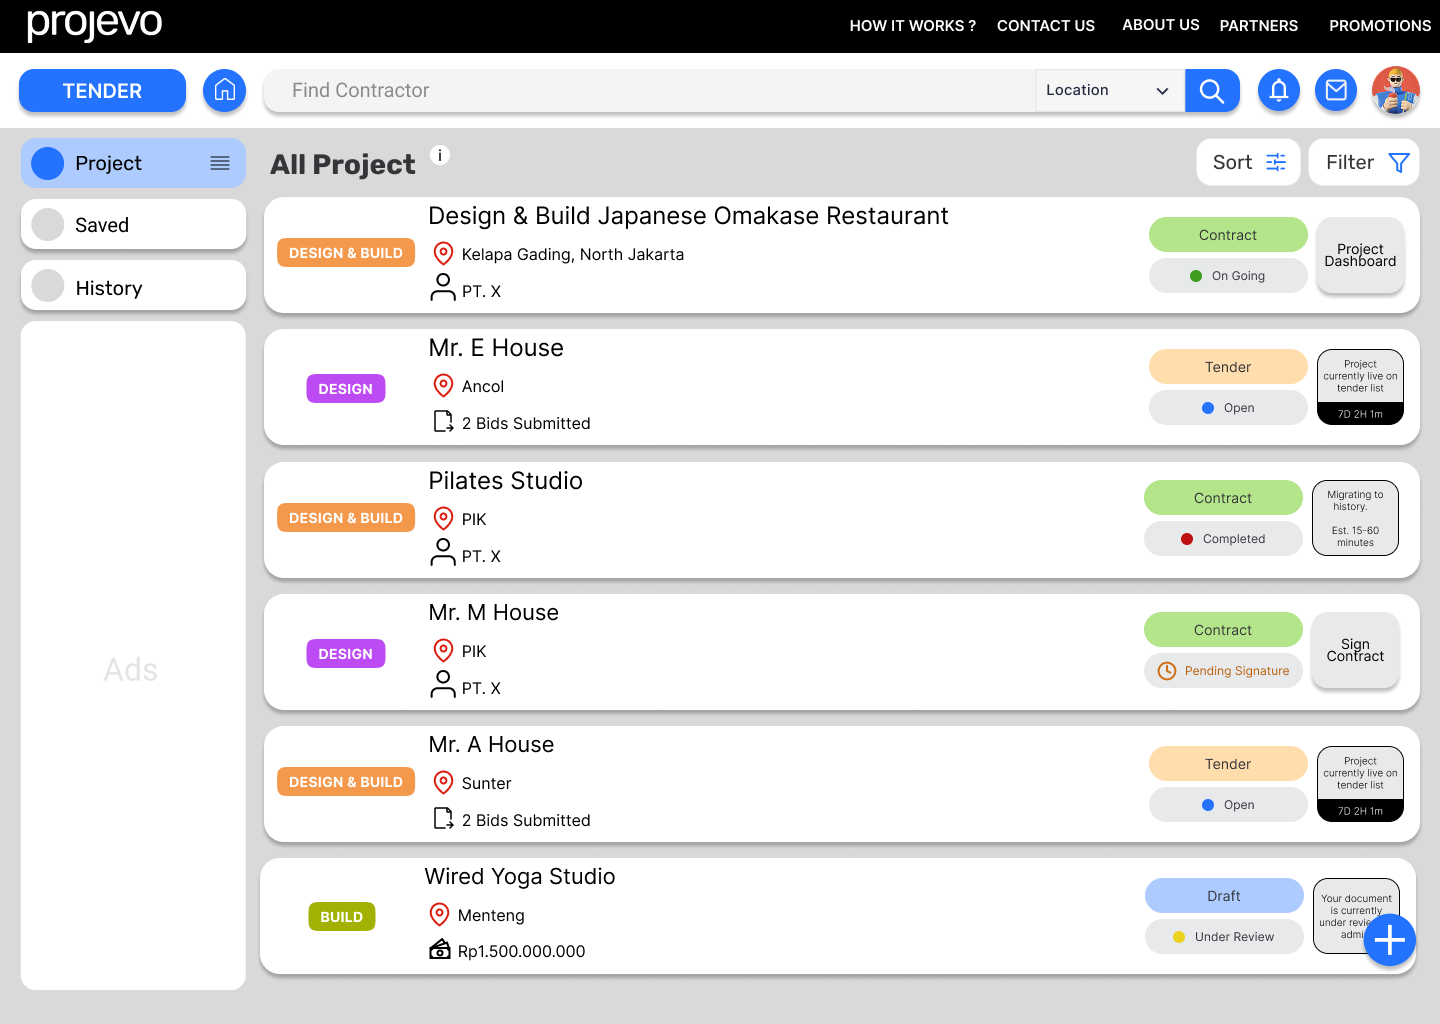 projevo
HOW IT WORKS ?
CONTACT US
ABOUT US
PARTNERS
PROMOTIONS
TENDER
Find Contractor
Location
Project
Saved
History
Ads
All Project
i
Sort
Filter
DESIGN & BUILD
Design & Build Japanese Omakase Restaurant
Kelapa Gading, North Jakarta
PT. X
Contract
On Going
Project
Dashboard
DESIGN
Mr. E House
Ancol
2 Bids Submitted
Tender
Open
Project
currently live on
tender list
7D 2H 1m
DESIGN & BUILD
Pilates Studio
PIK
PT. X
Contract
Completed
Migrating to
history.
Est. 15-60
minutes
DESIGN
Mr. M House
PIK
PT. X
Contract
Pending Signature
Sign
Contract
DESIGN & BUILD
Mr. A House
Sunter
2 Bids Submitted
Tender
Open
Project
currently live on
tender list
7D 2H 1m
BUILD
Wired Yoga Studio
Menteng
Rp1.500.000.000
Draft
Under Review
Your document
is currently
under